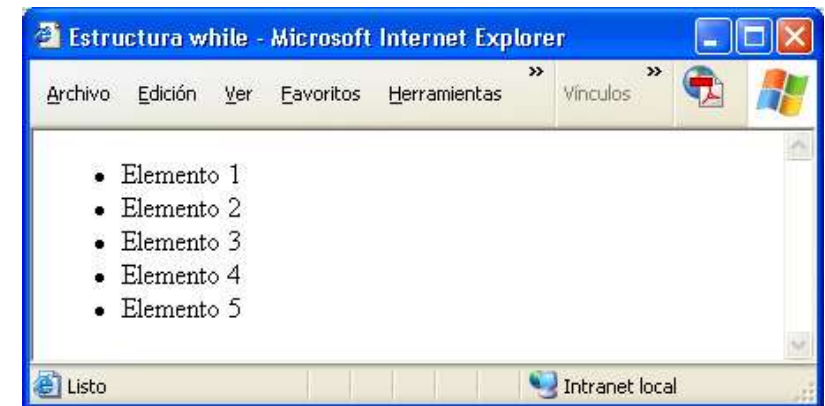 Estructura while - Microsoft Internet Explorer
Archivo Edición Ver Favoritos Herramientas » Vínculos »
• Elemento 1
• Elemento 2
• Elemento 3
• Elemento 4
• Elemento 5
Listo Intranet local